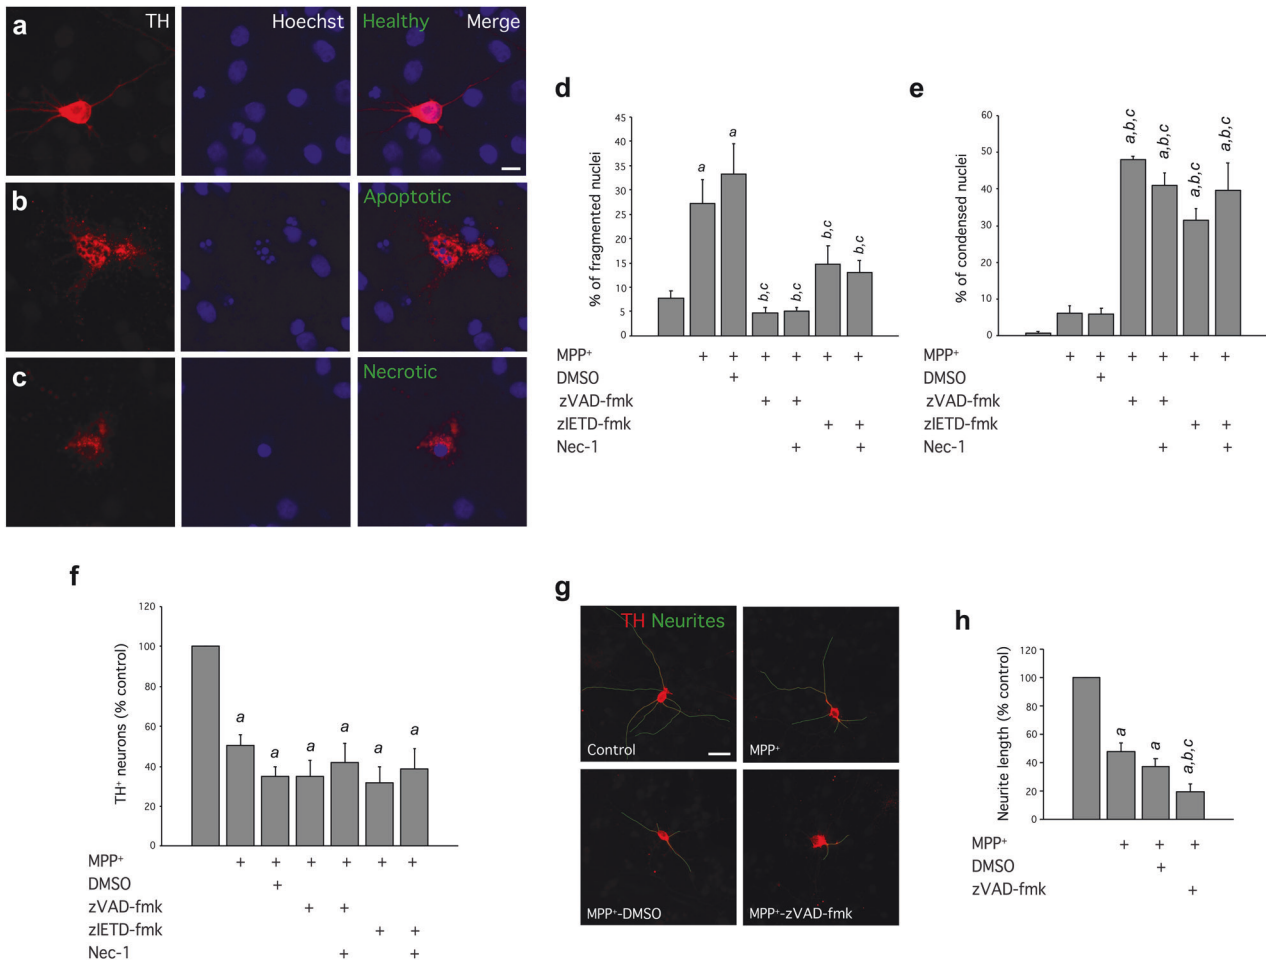 a
TH
Hoechst
Healthy
Merge
b
Apoptotic
c
Necrotic
d
% of fragmented nuclei
45
40
35
30
25
20
15
10
5
0
a
a
b,c
b,c
b,c
b,c
MPP⁺ + + + + + +
DMSO +
zVAD-fmk + +
zIETD-fmk + +
Nec-1 + +
e
% of condensed nuclei
60
50
40
30
20
10
0
a,b,c
a,b,c
a,b,c
a,b,c
MPP⁺ + + + + + +
DMSO +
zVAD-fmk + +
zIETD-fmk + +
Nec-1 + +
f
TH⁺ neurons (% control)
120
100
80
60
40
20
0
a
a
a
a
a
a
MPP⁺ + + + + + +
DMSO +
zVAD-fmk + +
zIETD-fmk + +
Nec-1 + +
g
TH Neurites
Control
MPP⁺
MPP⁺-DMSO
MPP⁺-zVAD-fmk
h
Neurite length (% control)
120
100
80
60
40
20
0
a
a
a,b,c
MPP⁺ + + +
DMSO +
zVAD-fmk +